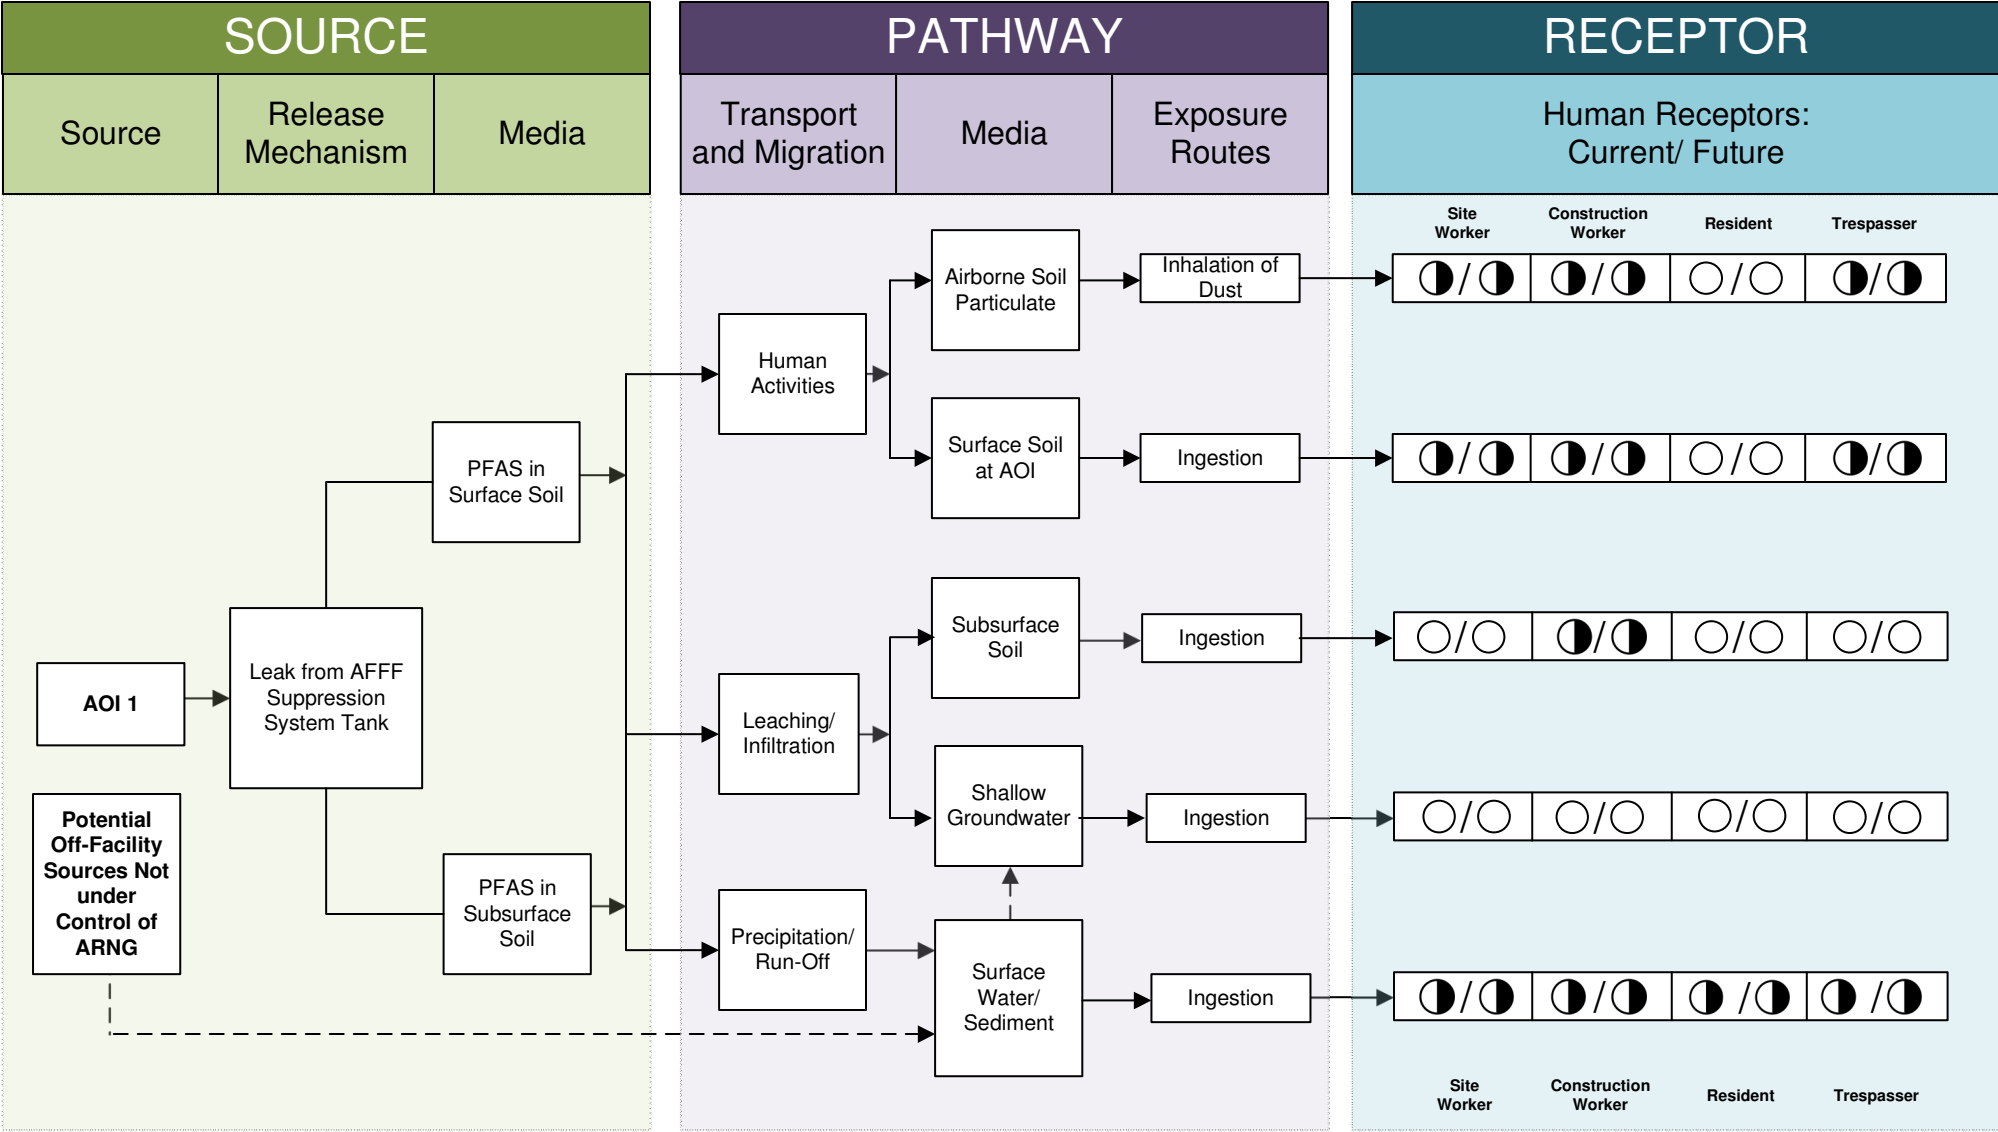 SOURCE
PATHWAY
RECEPTOR
Source
Release
Mechanism
Media
Transport
and Migration
Media
Exposure
Routes
Human Receptors:
Current/ Future
Site
Worker
Construction
Worker
Resident
Trespasser
Airborne Soil
Particulate
Inhalation of
Dust
/
/
/
/
Human
Activities
Surface Soil
at AOI
Ingestion
/
/
/
/
PFAS in
Surface Soil
Subsurface
Soil
Ingestion
/
/
/
/
AOI 1
Leak from AFFF
Suppression
System Tank
Leaching/
Infiltration
Shallow
Groundwater
Ingestion
/
/
/
/
Potential
Off-Facility
Sources Not
under
Control of
ARNG
PFAS in
Subsurface
Soil
Precipitation/
Run-Off
Surface
Water/
Sediment
Ingestion
/
/
/
/
Site
Worker
Construction
Worker
Resident
Trespasser